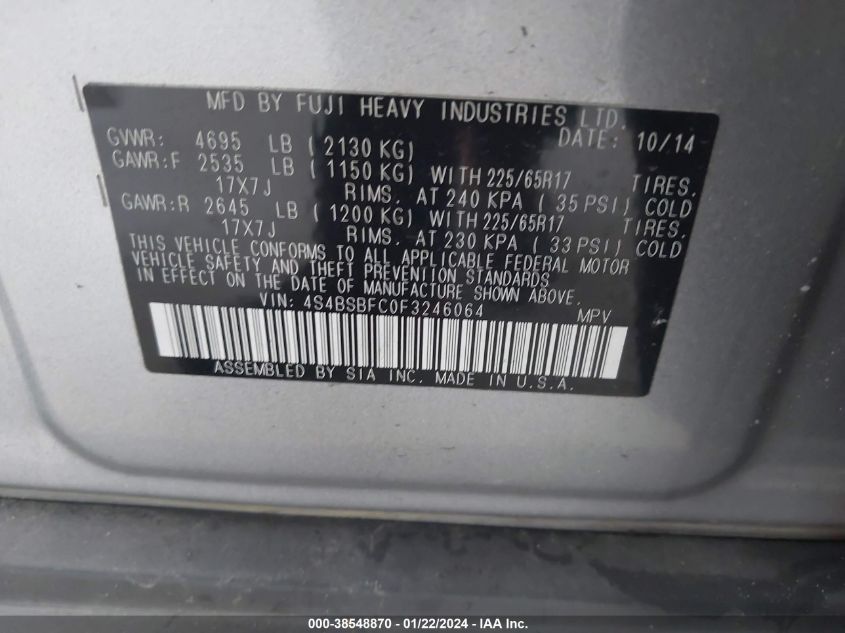 MFD BY FUJI HEAVY INDUSTRIES LTD.
GVWR: 4695 LB ( 2130 KG) DATE: 10/14
GAWR:F 2535 LB ( 1150 KG) WITH 225/65R17 TIRES.
17X7J RIMS. AT 240 KPA ( 35 PSI) COLD
GAWR:R 2645 LB ( 1200 KG) WITH 225/65R17 TIRES.
17X7J RIMS. AT 230 KPA ( 33 PSI) COLD
THIS VEHICLE CONFORMS TO ALL APPLICABLE FEDERAL MOTOR
VEHICLE SAFETY AND THEFT PREVENTION STANDARDS
IN EFFECT ON THE DATE OF MANUFACTURE SHOWN ABOVE.
VIN: 4S4BSBFC0F3246064 MPV
ASSEMBLED BY SIA INC. MADE IN U.S.A.
000-38548870 - 01/22/2024 - IAA Inc.